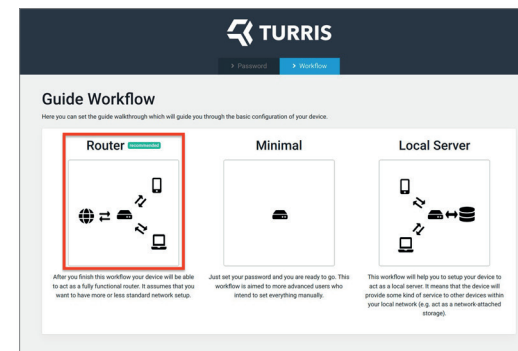 TURRIS
> Password
> Workflow
Guide Workflow
Here you can set the guide walkthrough which will guide you through the basic configuration of your device.
Router recommended
After you finish this workflow your device will be able
to act as a fully functional router. It assumes that you
want to have more or less standard network setup.
Minimal
Just set your password and you are ready to go. This
workflow is aimed to more advanced users who
intend to set everything manually.
Local Server
This workflow will help you to setup your device to
act as a local server. It means that the device will
provide some kind of service to other devices within
your local network (e.g. act as a network-attached
storage).